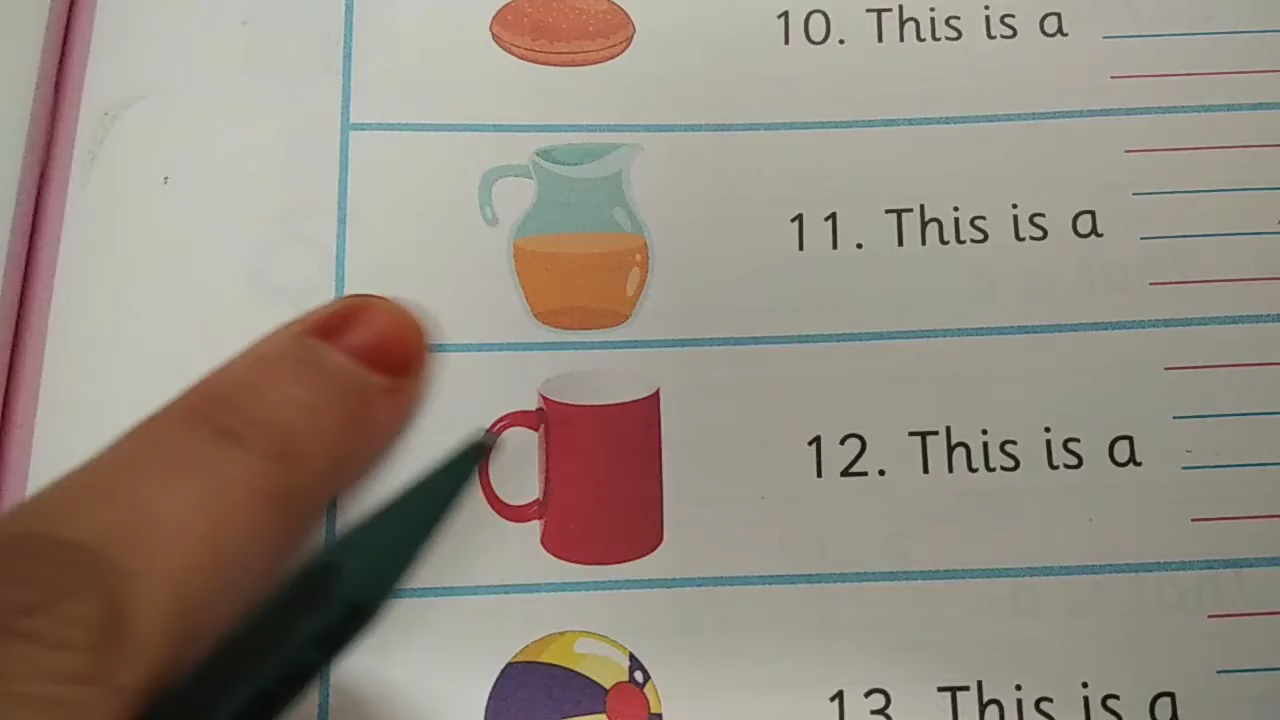 10. This is a
11. This is a
12. This is a
13. This is a